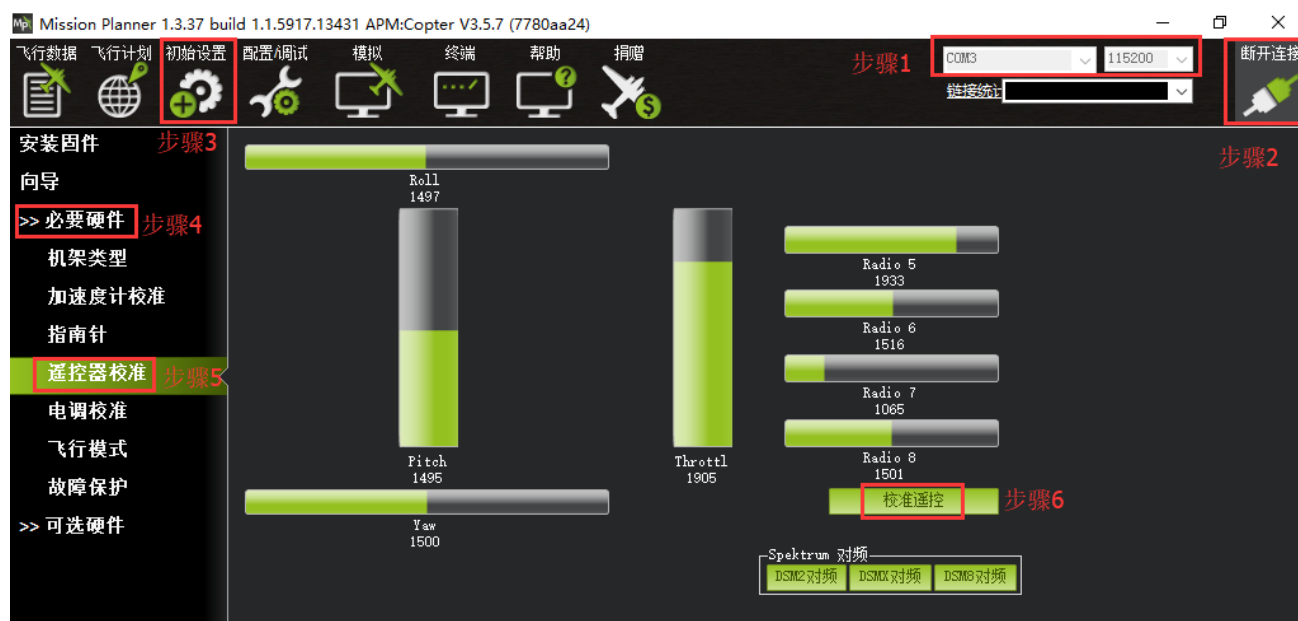 Mission Planner 1.3.37 build 1.1.5917.13431 APM:Copter V3.5.7 (7780aa24)
飞行数据 飞行计划 初始设置 配置/调试 模拟 终端 帮助 捐赠
步骤1
COM3 115200
断开连接
链接统计
步骤2
安装固件
步骤3
向导
>> 必要硬件
步骤4
机架类型
加速度计校准
指南针
遥控器校准
步骤5
电调校准
飞行模式
故障保护
>> 可选硬件
Roll
1497
Pitch
1495
Throttl
1905
Yaw
1500
Radio 5
1933
Radio 6
1516
Radio 7
1065
Radio 8
1501
校准遥控
步骤6
Spektrum 对频
DSM2对频 DSMX对频 DSM8对频